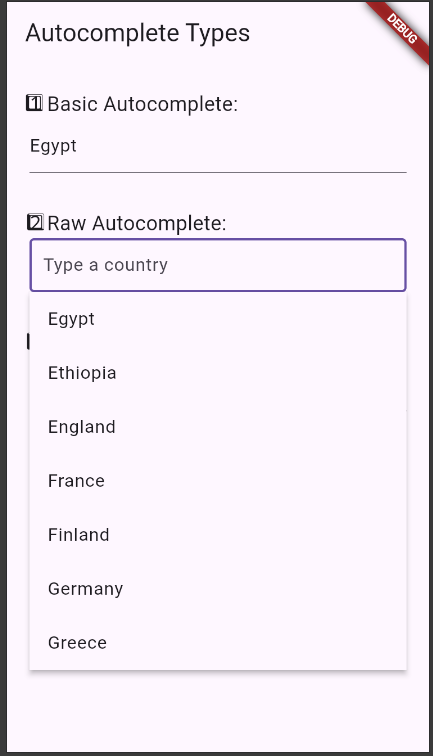 Autocomplete Types
DEBUG
1️⃣ Basic Autocomplete:
Egypt
2️⃣ Raw Autocomplete:
Type a country
Egypt
Ethiopia
England
France
Finland
Germany
Greece